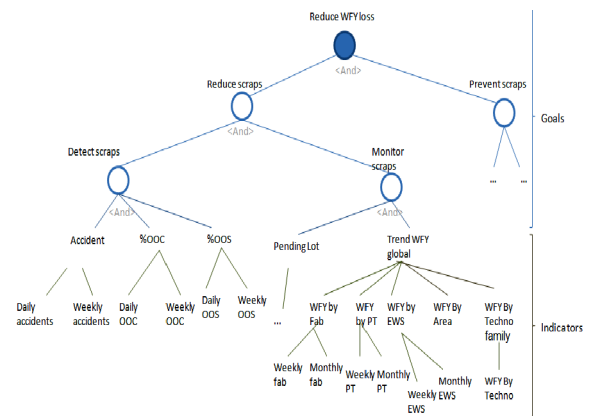 Reduce WFY loss
<And>
Reduce scraps
Prevent scraps
<And>
Goals
Detect scraps
Monitor
scraps
...
...
<And>
<And>
Accident
%OOC
%OOS
Pending Lot
Trend WFY
global
Daily
accidents
Weekly
accidents
Daily
OOC
Weekly
OOC
Daily
OOS
Weekly
OOS
...
WFY by
Fab
WFY
by PT
WFY by
EWS
WFY By
Area
WFY By
Techno
family
Indicators
Weekly
fab
Monthly
fab
Weekly
PT
Monthly
PT
Weekly
EWS
Monthly
EWS
WFY By
Techno